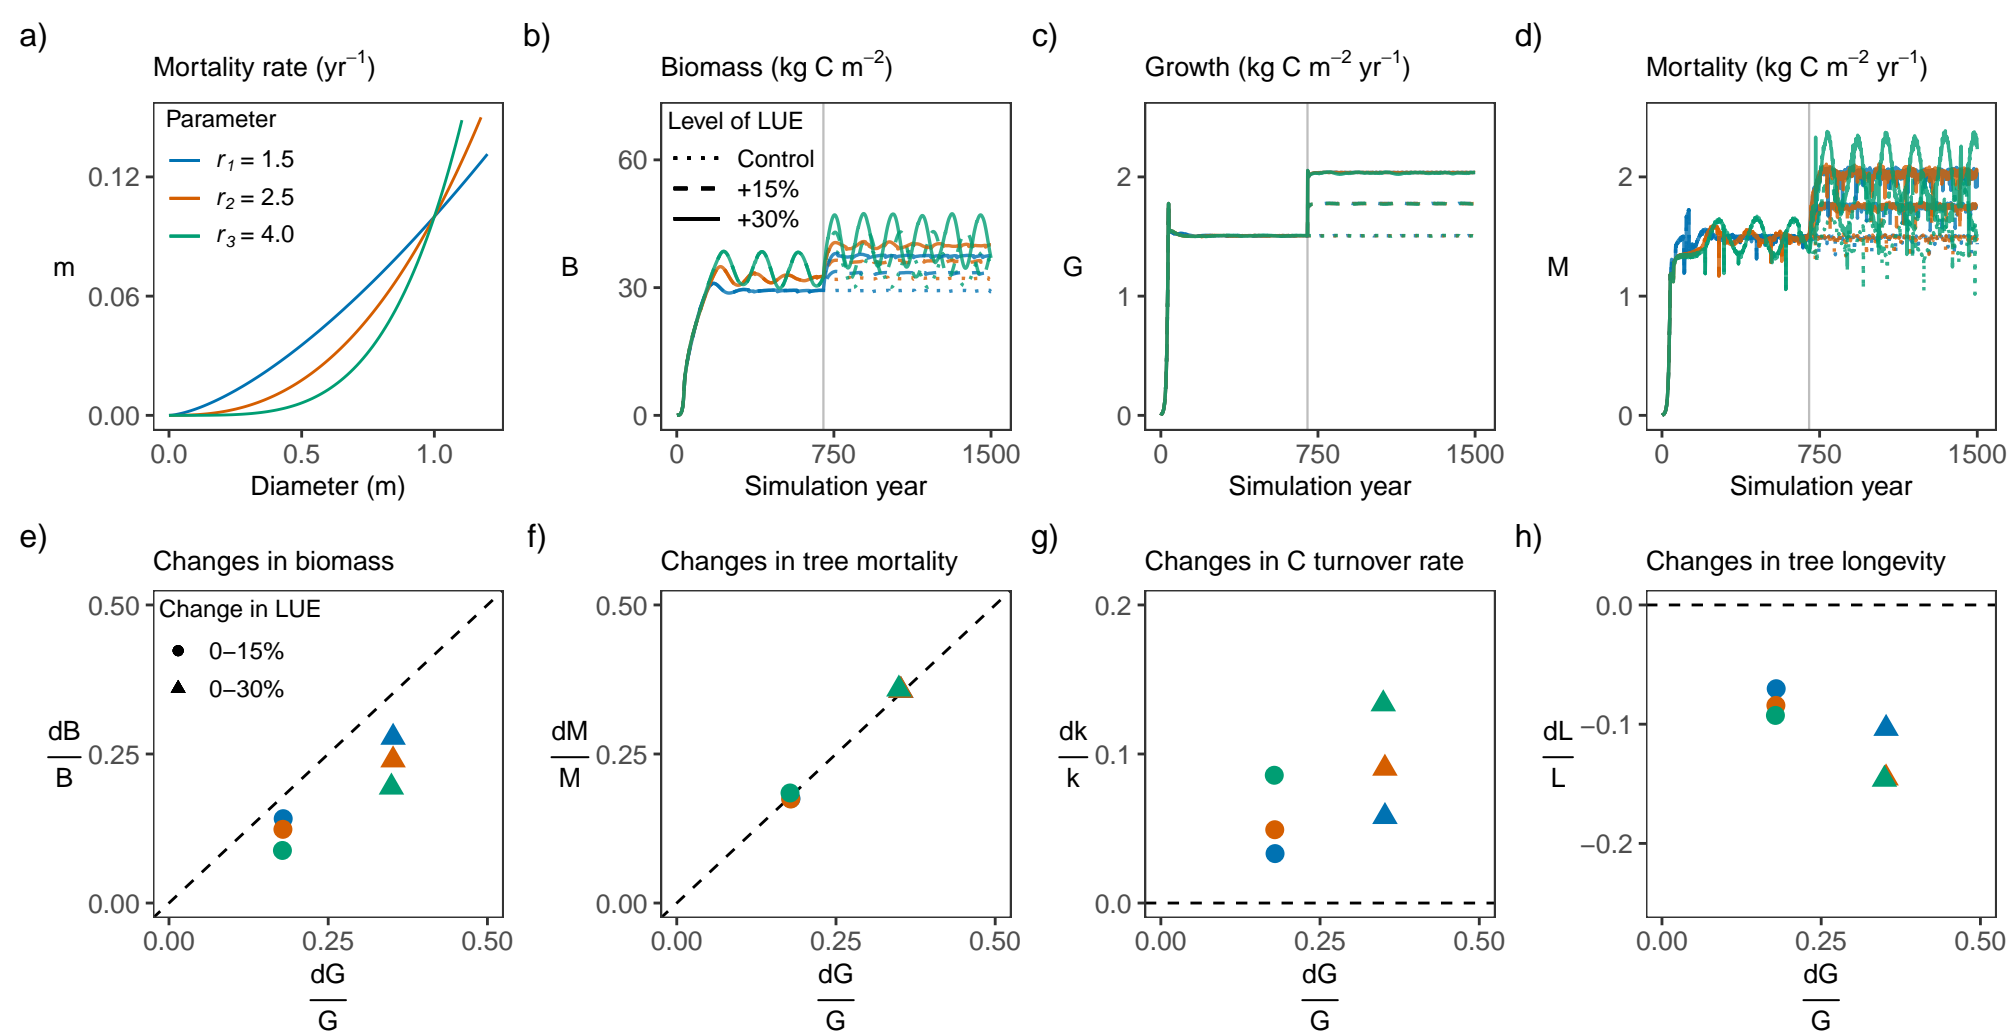 a)
Mortality rate (yr⁻¹)
Parameter
r₁ = 1.5
r₂ = 2.5
r₃ = 4.0
m
0.12
0.06
0.00
0.0 0.5 1.0
Diameter (m)
b)
Biomass (kg C m⁻²)
Level of LUE
Control
+15%
+30%
B
60
30
0
0 750 1500
Simulation year
c)
Growth (kg C m⁻² yr⁻¹)
G
2
1
0
0 750 1500
Simulation year
d)
Mortality (kg C m⁻² yr⁻¹)
M
2
1
0
0 750 1500
Simulation year
e)
Changes in biomass
Change in LUE
0–15%
0–30%
dB
B
0.50
0.25
0.00
0.00 0.25 0.50
dG
G
f)
Changes in tree mortality
dM
M
0.50
0.25
0.00
0.00 0.25 0.50
dG
G
g)
Changes in C turnover rate
dk
k
0.2
0.1
0.0
0.00 0.25 0.50
dG
G
h)
Changes in tree longevity
dL
L
0.0
−0.1
−0.2
0.00 0.25 0.50
dG
G